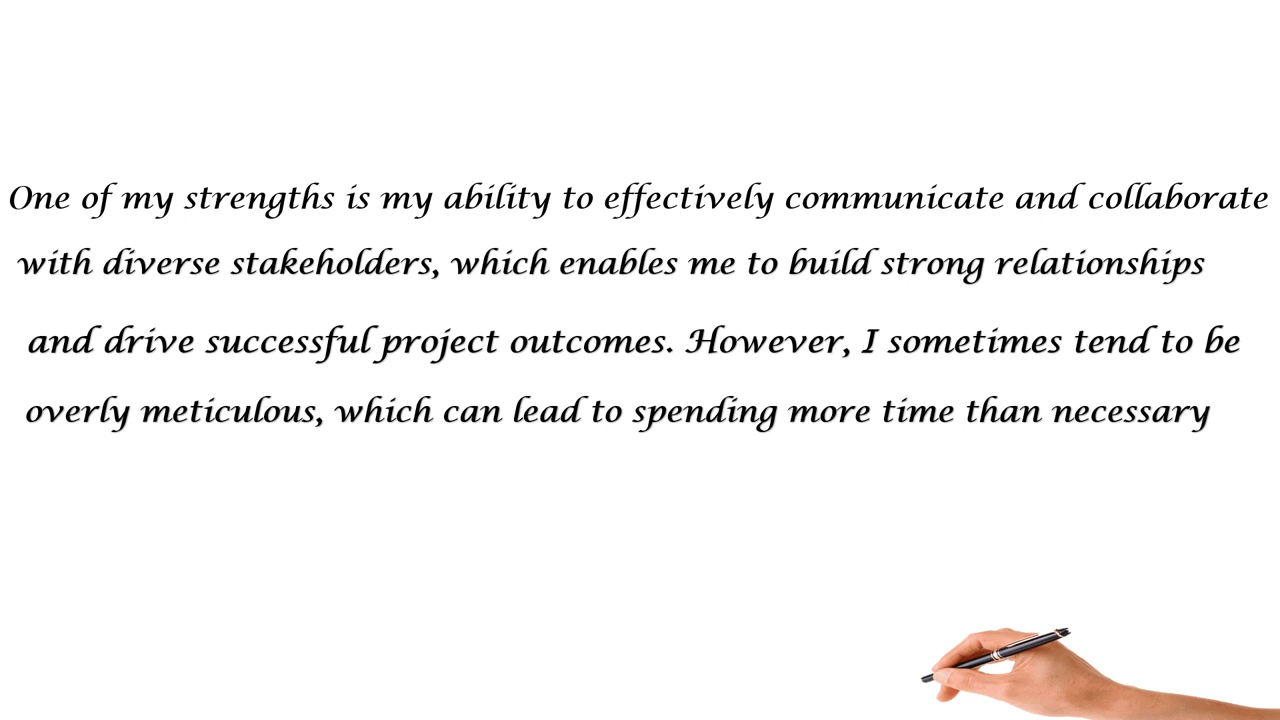 One of my strengths is my ability to effectively communicate and collaborate
with diverse stakeholders, which enables me to build strong relationships
and drive successful project outcomes. However, I sometimes tend to be
overly meticulous, which can lead to spending more time than necessary